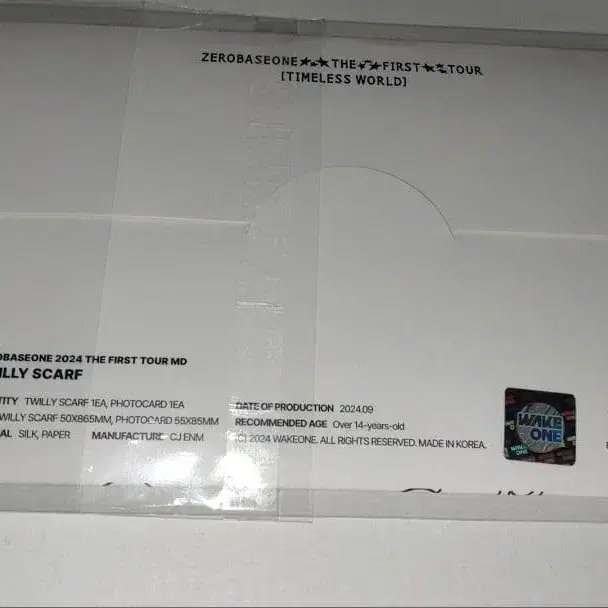 ZEROBASEONE★★★THE★★FIRST★★TOUR
[TIMELESS WORLD]
OBASEONE 2024 THE FIRST TOUR MD
ILLY SCARF
TITY TWILLY SCARF 1EA, PHOTOCARD 1EA
WILLY SCARF 50X865MM, PHOTOCARD 55X85MM
AL SILK, PAPER MANUFACTURE CJ ENM
DATE OF PRODUCTION 2024.09
RECOMMENDED AGE Over 14-years-old
(C) 2024 WAKEONE. ALL RIGHTS RESERVED. MADE IN KOREA.
WAKE
ONE